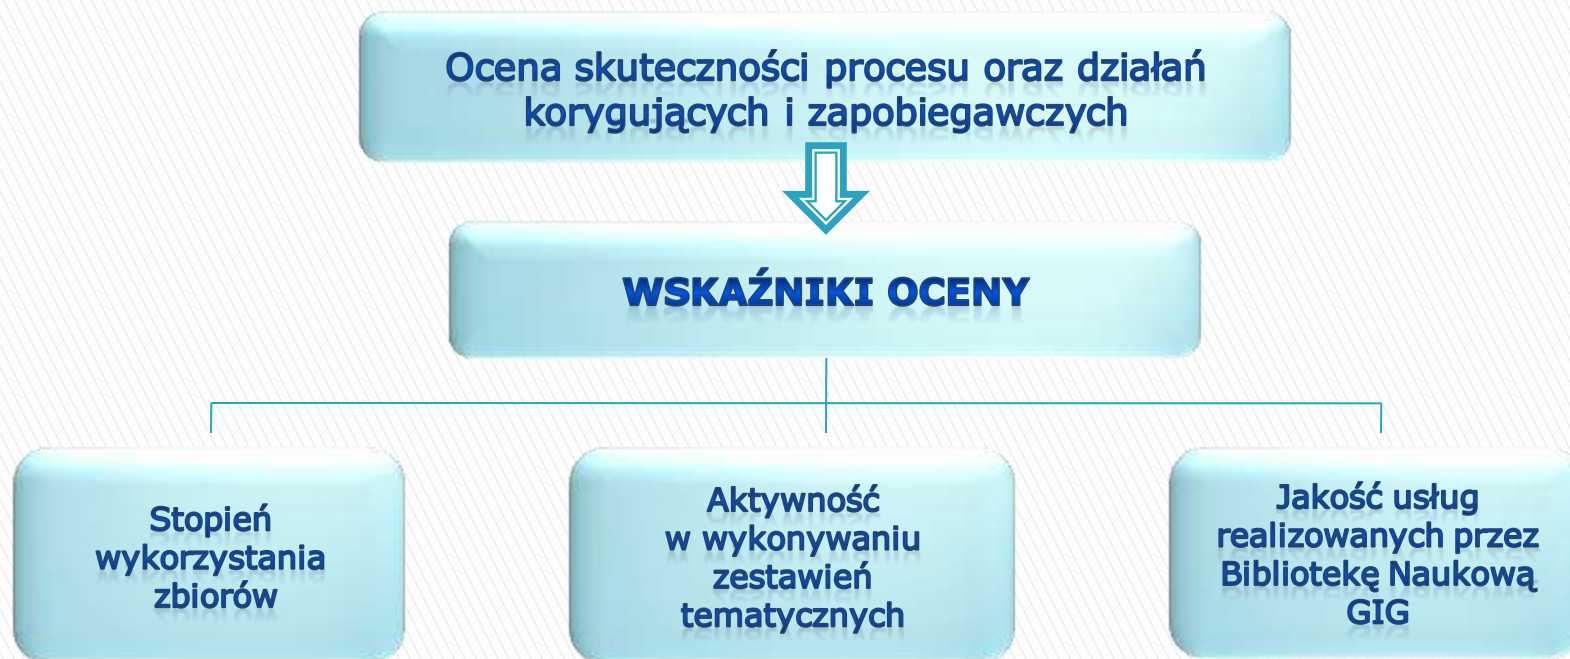 Ocena skuteczności procesu oraz działań
korygujących i zapobiegawczych
WSKAŹNIKI OCENY
Stopień
wykorzystania
zbiorów
Aktywność
w wykonywaniu
zestawień
tematycznych
Jakość usług
realizowanych przez
Bibliotekę Naukową
GIG